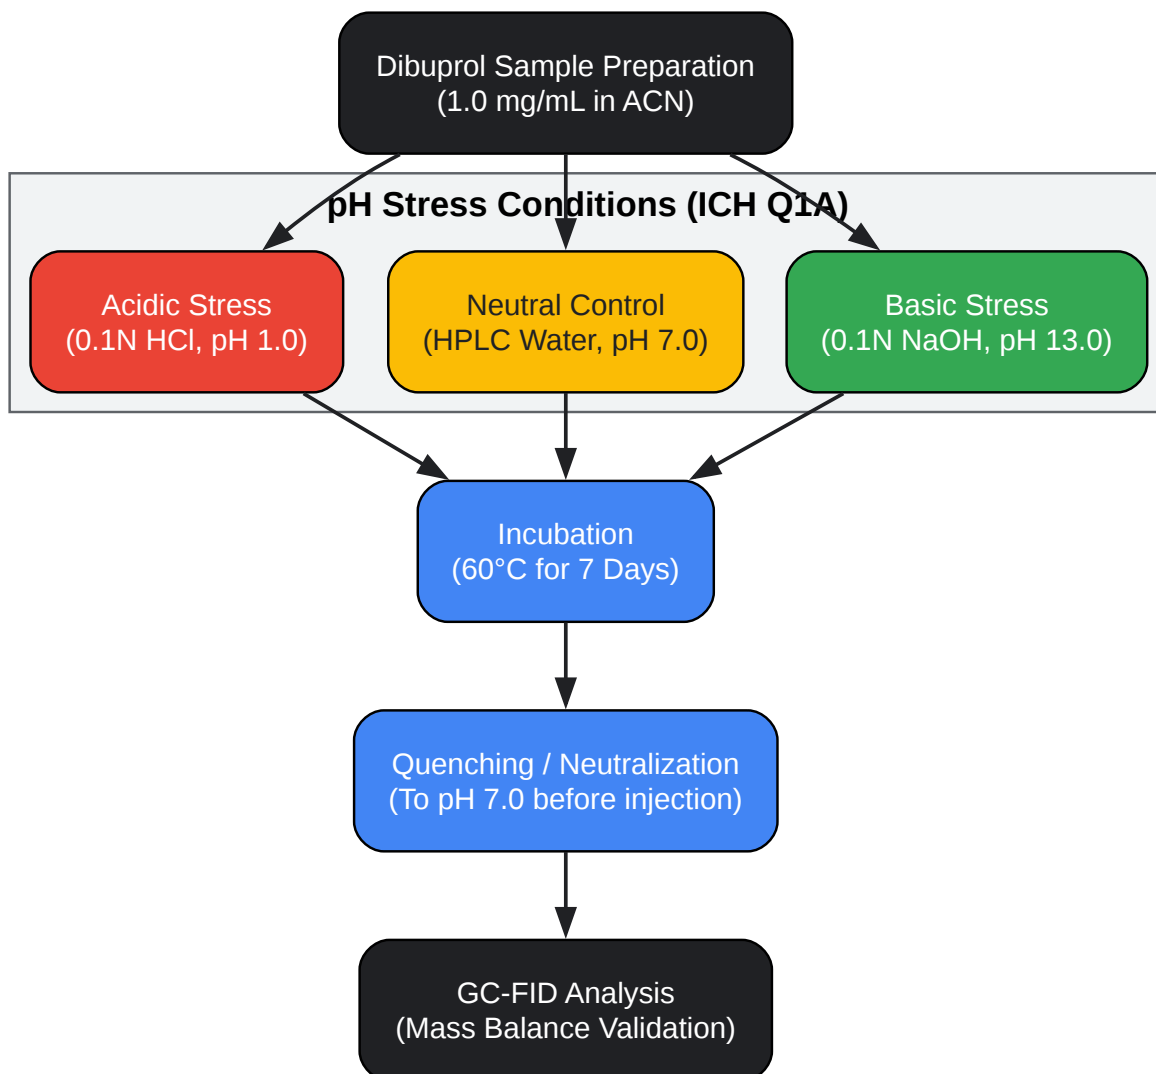 Dibuprol Sample Preparation
(1.0 mg/mL in ACN)
pH Stress Conditions (ICH Q1A)
Acidic Stress
(0.1N HCl, pH 1.0)
Neutral Control
(HPLC Water, pH 7.0)
Basic Stress
(0.1N NaOH, pH 13.0)
Incubation
(60°C for 7 Days)
Quenching / Neutralization
(To pH 7.0 before injection)
GC-FID Analysis
(Mass Balance Validation)